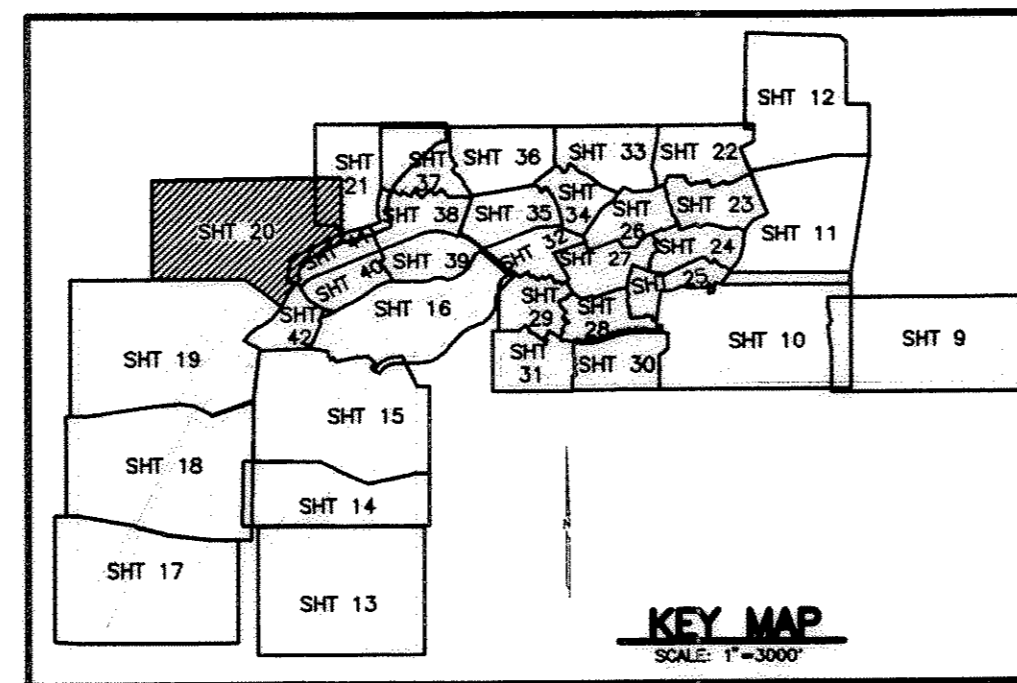 SHT 12
SHT 36
SHT 33
SHT 22
SHT
21
SHT
37
SHT
34
SHT 23
SHT 38
SHT 35
SHT
26
SHT 20
SHT 11
SHT 32
SHT 27
SHT 24
SHT 40
SHT 39
SHT
25
SHT
29
SHT
28
SHT 16
SHT
42
SHT 10
SHT 9
SHT 19
SHT
31
SHT 30
SHT 15
SHT 18
SHT 14
N
SHT 17
SHT 13
KEY MAP
SCALE: 1"=3000'